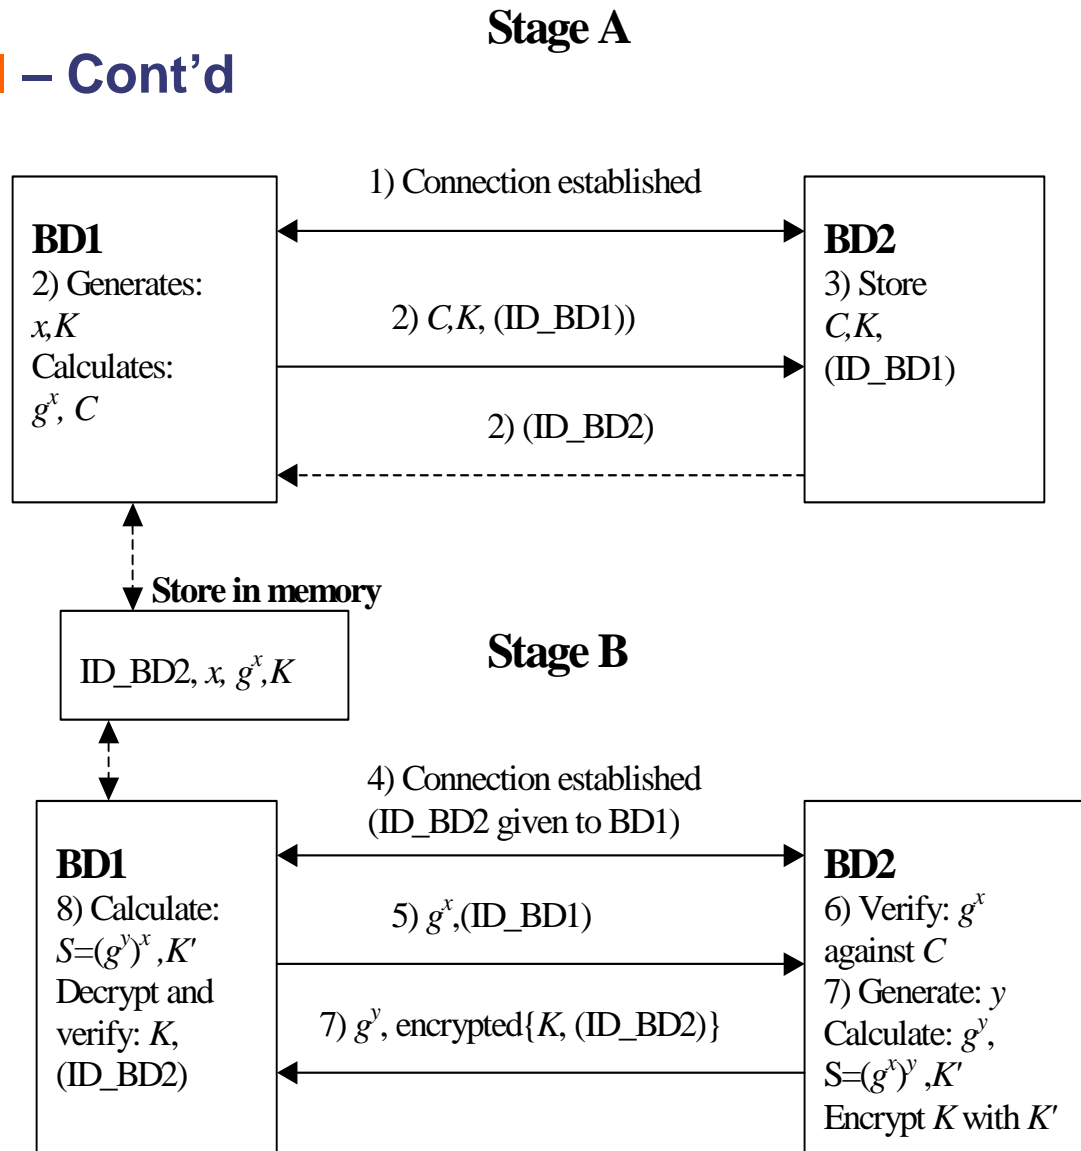 Stage A
– Cont’d
1) Connection established
BD1
2) Generates:
x,K
Calculates:
g^x, C
2) C,K, (ID_BD1))
2) (ID_BD2)
BD2
3) Store
C,K,
(ID_BD1)
Store in memory
ID_BD2, x, g^x,K
Stage B
4) Connection established
(ID_BD2 given to BD1)
BD1
8) Calculate:
S=(g^y)^x ,K'
Decrypt and
verify: K,
(ID_BD2)
5) g^x,(ID_BD1)
7) g^y, encrypted{K, (ID_BD2)}
BD2
6) Verify: g^x
against C
7) Generate: y
Calculate: g^y,
S=(g^x)^y ,K'
Encrypt K with K'